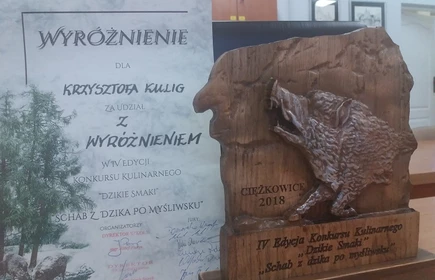 WYRÓŻNIENIE
DLA
KRZYSZTOFA KULIG
ZA UDZIAŁ
Z
WYRÓŻNIENIEM
W IV EDYCJI
KONKURSU KULINARNEGO
"DZIKIE SMAKI"
SCHAB Z "DZIKA PO MYŚLIWSKU"
ORGANIZATORZY
CIĘŻKOWICE
2018
IV Edycja Konkursu Kulinarnego
"Dzikie Smaki"
"Schab z dzika po myśliwsku"